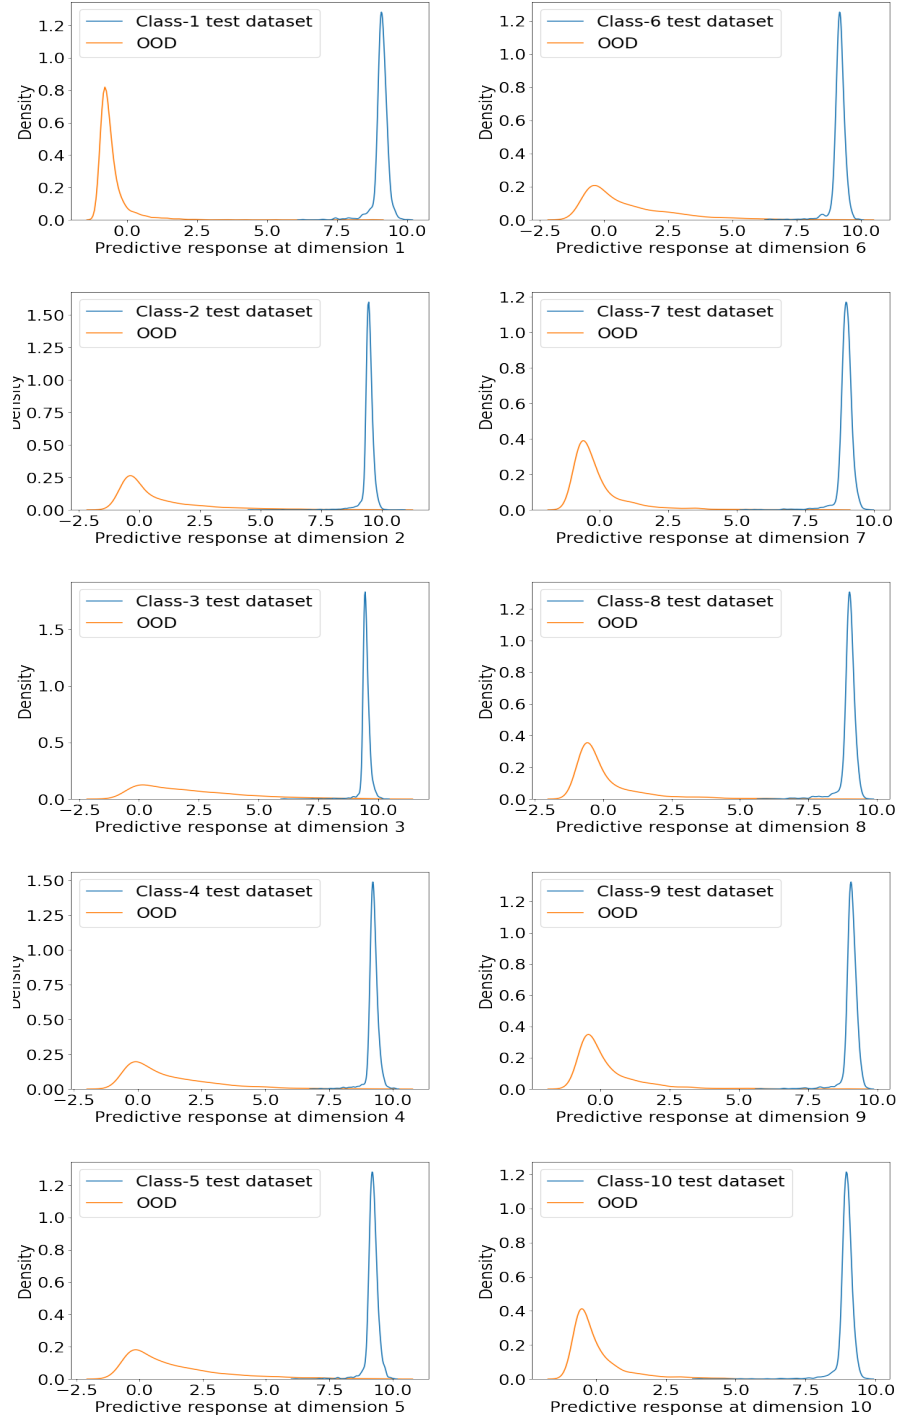 Class-1 test dataset
OOD
1.2
1.0
0.8
0.6
0.4
0.2
0.0
Density
0.0 2.5 5.0 7.5 10.0
Predictive response at dimension 1
Class-6 test dataset
OOD
1.2
1.0
0.8
0.6
0.4
0.2
0.0
Density
−2.5 0.0 2.5 5.0 7.5 10.0
Predictive response at dimension 6
Class-2 test dataset
OOD
1.50
1.25
1.00
0.75
0.50
0.25
0.00
Density
−2.5 0.0 2.5 5.0 7.5 10.0
Predictive response at dimension 2
Class-7 test dataset
OOD
1.2
1.0
0.8
0.6
0.4
0.2
0.0
Density
0.0 2.5 5.0 7.5 10.0
Predictive response at dimension 7
Class-3 test dataset
OOD
1.5
1.0
0.5
0.0
Density
−2.5 0.0 2.5 5.0 7.5 10.0
Predictive response at dimension 3
Class-8 test dataset
OOD
1.2
1.0
0.8
0.6
0.4
0.2
0.0
Density
−2.5 0.0 2.5 5.0 7.5 10.0
Predictive response at dimension 8
Class-4 test dataset
OOD
1.50
1.25
1.00
0.75
0.50
0.25
0.00
Density
−2.5 0.0 2.5 5.0 7.5 10.0
Predictive response at dimension 4
Class-9 test dataset
OOD
1.2
1.0
0.8
0.6
0.4
0.2
0.0
Density
0.0 2.5 5.0 7.5 10.0
Predictive response at dimension 9
Class-5 test dataset
OOD
1.2
1.0
0.8
0.6
0.4
0.2
0.0
Density
−2.5 0.0 2.5 5.0 7.5 10.0
Predictive response at dimension 5
Class-10 test dataset
OOD
1.2
1.0
0.8
0.6
0.4
0.2
0.0
Density
0.0 2.5 5.0 7.5 10.0
Predictive response at dimension 10